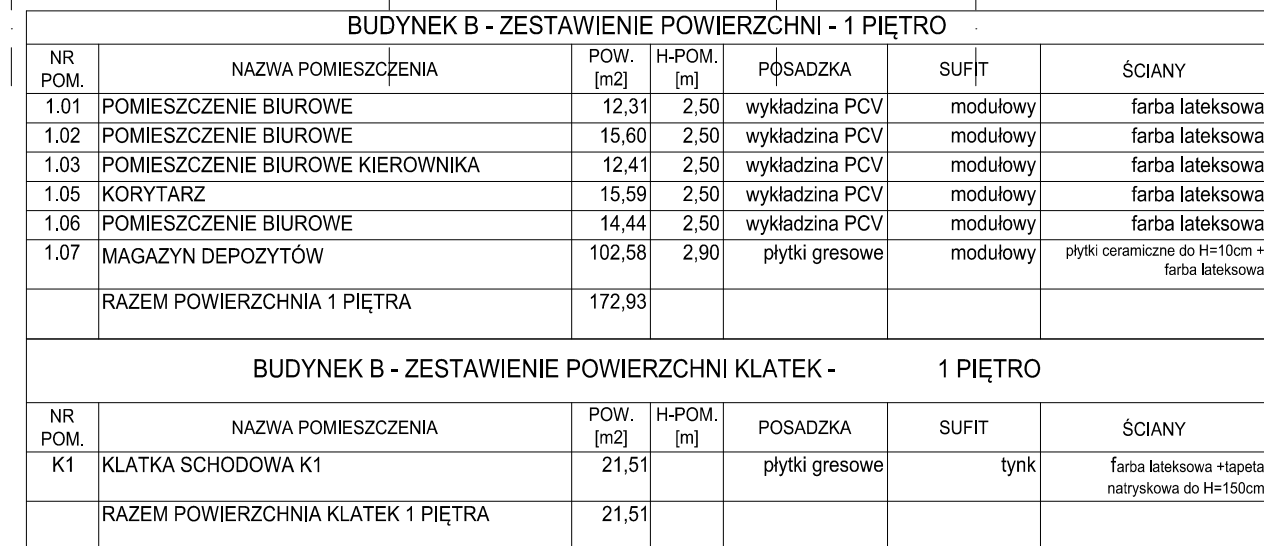 BUDYNEK B - ZESTAWIENIE POWIERZCHNI - 1 PIĘTRO
NR POM. NAZWA POMIESZCZENIA POW. [m2] H-POM. [m] POSADZKA SUFIT ŚCIANY
1.01 POMIESZCZENIE BIUROWE 12,31 2,50 wykładzina PCV modułowy farba lateksowa
1.02 POMIESZCZENIE BIUROWE 15,60 2,50 wykładzina PCV modułowy farba lateksowa
1.03 POMIESZCZENIE BIUROWE KIEROWNIKA 12,41 2,50 wykładzina PCV modułowy farba lateksowa
1.05 KORYTARZ 15,59 2,50 wykładzina PCV modułowy farba lateksowa
1.06 POMIESZCZENIE BIUROWE 14,44 2,50 wykładzina PCV modułowy farba lateksowa
1.07 MAGAZYN DEPOZYTÓW 102,58 2,90 płytki gresowe modułowy płytki ceramiczne do H=10cm +
farba lateksowa
RAZEM POWIERZCHNIA 1 PIĘTRA 172,93
BUDYNEK B - ZESTAWIENIE POWIERZCHNI KLATEK - 1 PIĘTRO
NR POM. NAZWA POMIESZCZENIA POW. [m2] H-POM. [m] POSADZKA SUFIT ŚCIANY
K1 KLATKA SCHODOWA K1 21,51 płytki gresowe tynk farba lateksowa +tapeta
natryskowa do H=150cm
RAZEM POWIERZCHNIA KLATEK 1 PIĘTRA 21,51